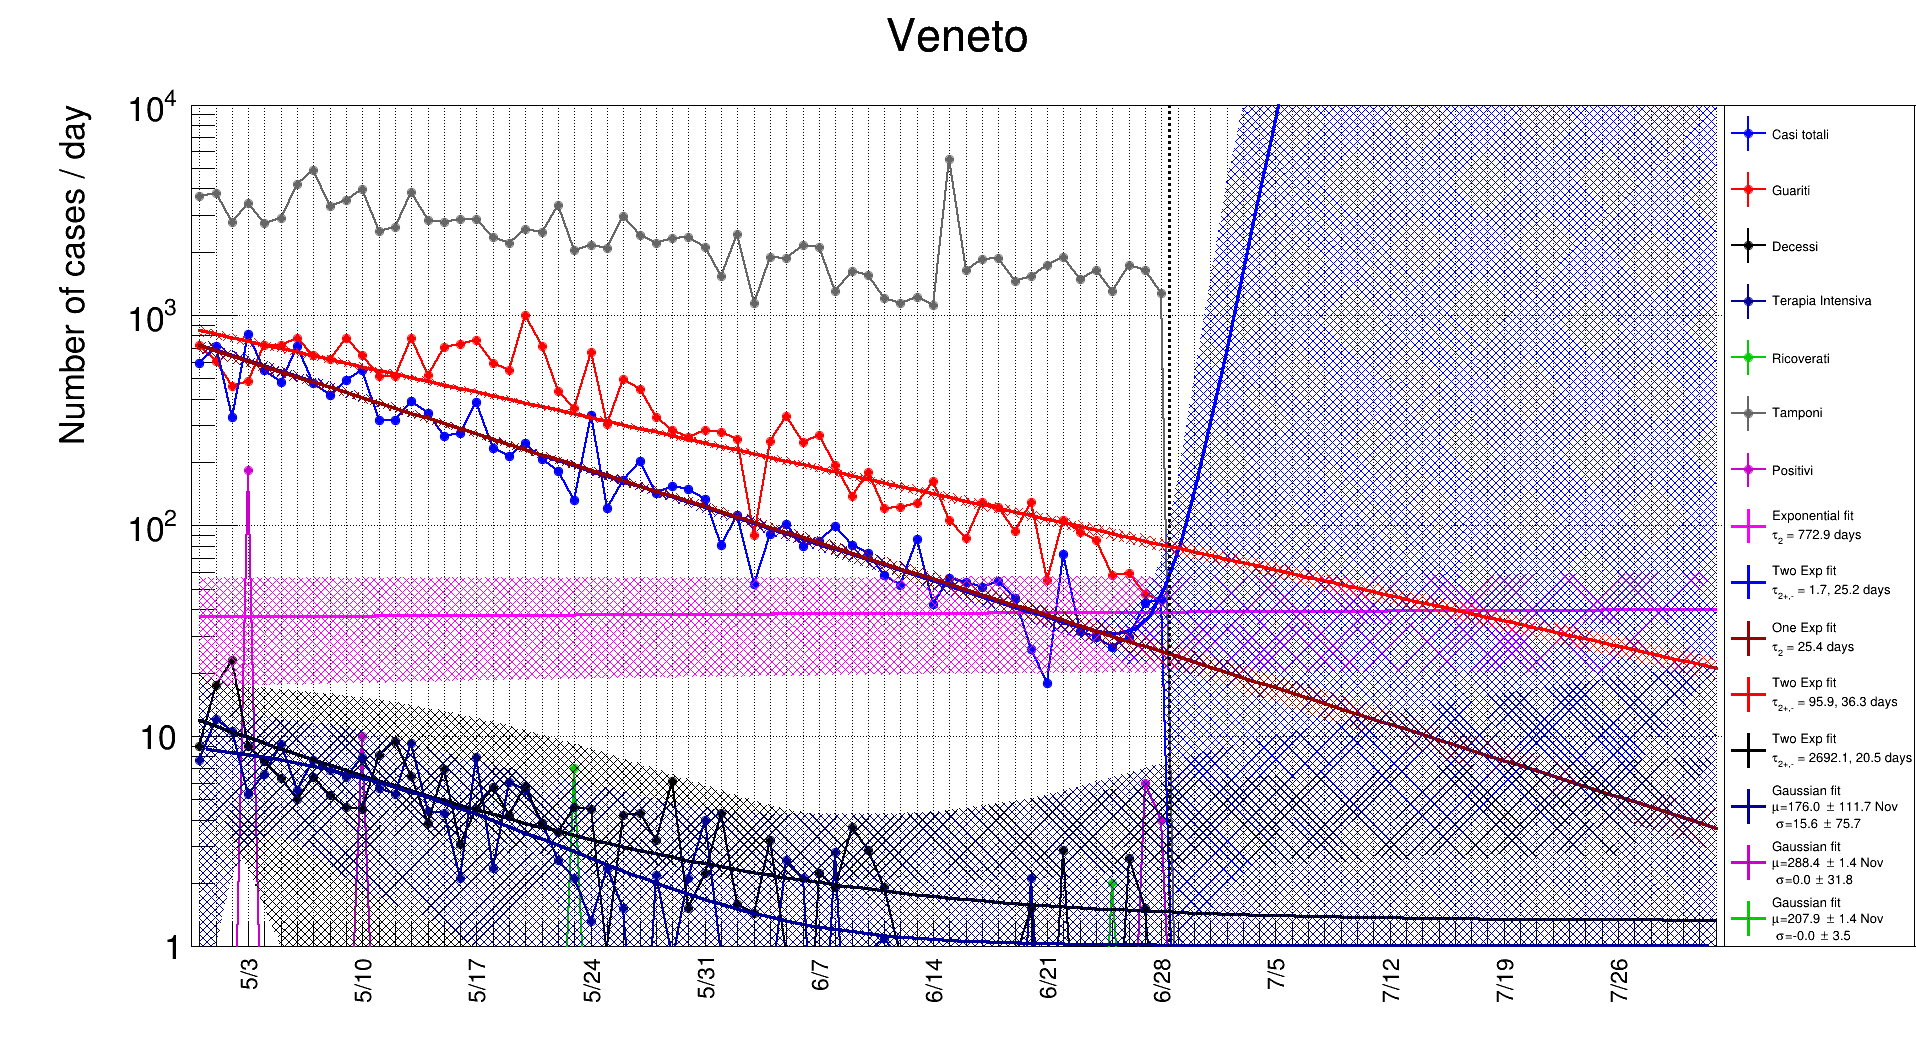 Veneto
Number of cases / day
10^4
10^3
10^2
10
1
5/3
5/10
5/17
5/24
5/31
6/7
6/14
6/21
6/28
7/5
7/12
7/19
7/26
Casi totali
Guariti
Decessi
Terapia Intensiva
Ricoverati
Tamponi
Positivi
Exponential fit
τ2 = 772.9 days
Two Exp fit
τ2+,- = 1.7, 25.2 days
One Exp fit
τ2 = 25.4 days
Two Exp fit
τ2+,- = 95.9, 36.3 days
Two Exp fit
τ2+,- = 2692.1, 20.5 days
Gaussian fit
μ=176.0 ± 111.7 Nov
σ=15.6 ± 75.7
Gaussian fit
μ=288.4 ± 1.4 Nov
σ=0.0 ± 31.8
Gaussian fit
μ=207.9 ± 1.4 Nov
σ=-0.0 ± 3.5